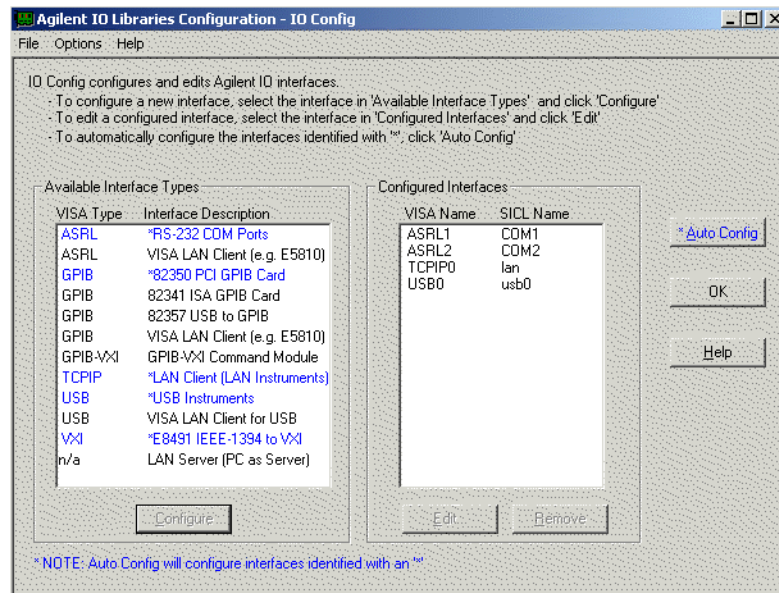 Agilent IO Libraries Configuration - IO Config
File Options Help
IO Config configures and edits Agilent IO interfaces.
- To configure a new interface, select the interface in 'Available Interface Types' and click 'Configure'
- To edit a configured interface, select the interface in 'Configured Interfaces' and click 'Edit'
- To automatically configure the interfaces identified with '*', click 'Auto Config'
Available Interface Types
VISA Type Interface Description
ASRL *RS-232 COM Ports
ASRL VISA LAN Client (e.g. E5810)
GPIB *82350 PCI GPIB Card
GPIB 82341 ISA GPIB Card
GPIB 82357 USB to GPIB
GPIB VISA LAN Client (e.g. E5810)
GPIB-VXI GPIB-VXI Command Module
TCPIP *LAN Client (LAN Instruments)
USB *USB Instruments
USB VISA LAN Client for USB
VXI *E8491 IEEE-1394 to VXI
n/a LAN Server (PC as Server)
Configure
Configured Interfaces
VISA Name SICL Name
ASRL1 COM1
ASRL2 COM2
TCPIP0 lan
USB0 usb0
Edit Remove
* Auto Config
OK
Help
* NOTE: Auto Config will configure interfaces identified with an '*'